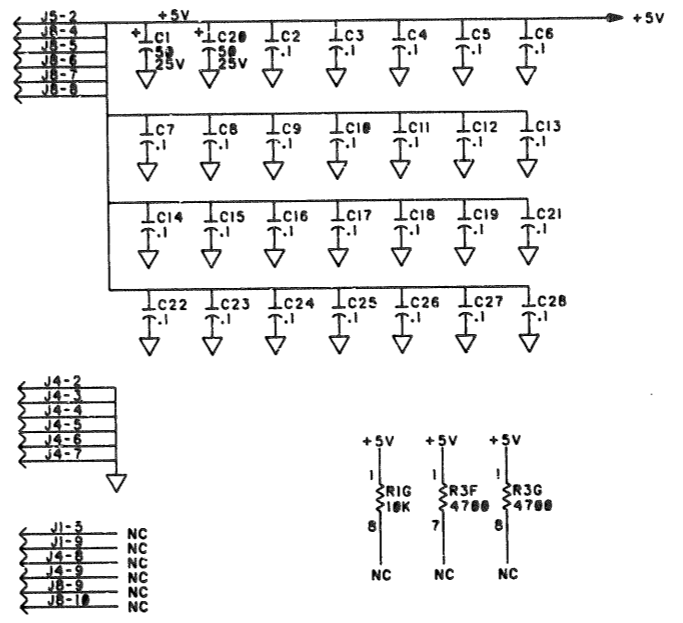 J5-2 +5V +5V
J8-4
J8-5
J8-6
J8-7
J8-8
+ C1 50 25V
+ C20 50 25V
C2 .1
C3 .1
C4 .1
C5 .1
C6 .1
C7 .1
C8 .1
C9 .1
C10 .1
C11 .1
C12 .1
C13 .1
C14 .1
C15 .1
C16 .1
C17 .1
C18 .1
C19 .1
C21 .1
C22 .1
C23 .1
C24 .1
C25 .1
C26 .1
C27 .1
C28 .1
J4-2
J4-3
J4-4
J4-5
J4-6
J4-7
+5V +5V +5V
1 1 1
R1G 10K
R3F 4700
R3G 4700
8 7 8
NC NC NC
J1-5 NC
J1-9 NC
J4-8 NC
J4-9 NC
J8-9 NC
J8-10 NC